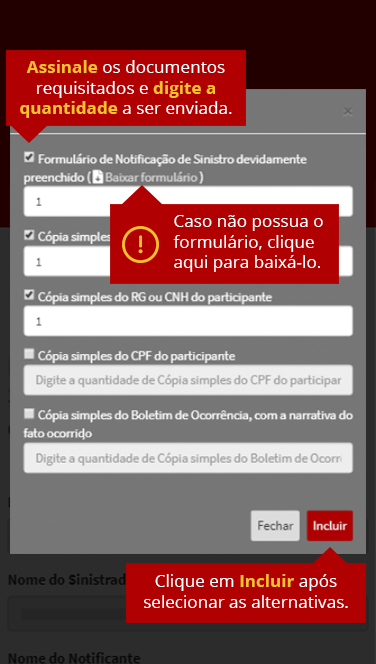 Assinale os documentos
requisitados e digite a
quantidade a ser enviada.
×
Formulário de Notificação de Sinistro devidamente
preenchido ( Baixar formulário )
1
Caso não possua o
formulário, clique
aqui para baixá-lo.
Cópia simples
1
Cópia simples do RG ou CNH do participante
1
Cópia simples do CPF do participante
Digite a quantidade de Cópia simples do CPF do participar
Cópia simples do Boletim de Ocorrência, com a narrativa do
fato ocorrido
Digite a quantidade de Cópia simples do Boletim de Ocorrê
Fechar
Incluir
Nome do Sinistrad
Clique em Incluir após
selecionar as alternativas.
Nome do Notificante